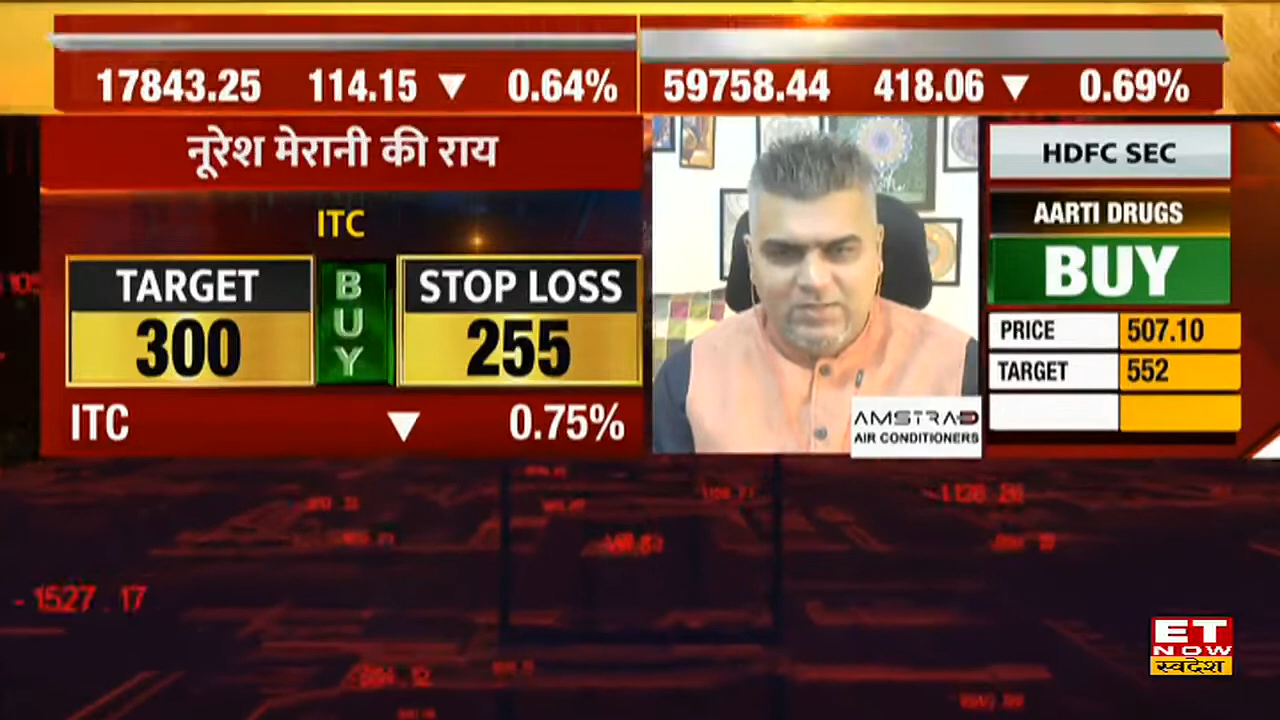 17843.25 114.15 ▼ 0.64%
59758.44 418.06 ▼ 0.69%
नूरेश मेरानी की राय
ITC
TARGET
300
BUY
STOP LOSS
255
ITC ▼ 0.75%
AMSTRAD
AIR CONDITIONERS
HDFC SEC
AARTI DRUGS
BUY
PRICE 507.10
TARGET 552
- 1527.17
ET
NOW
स्वदेश